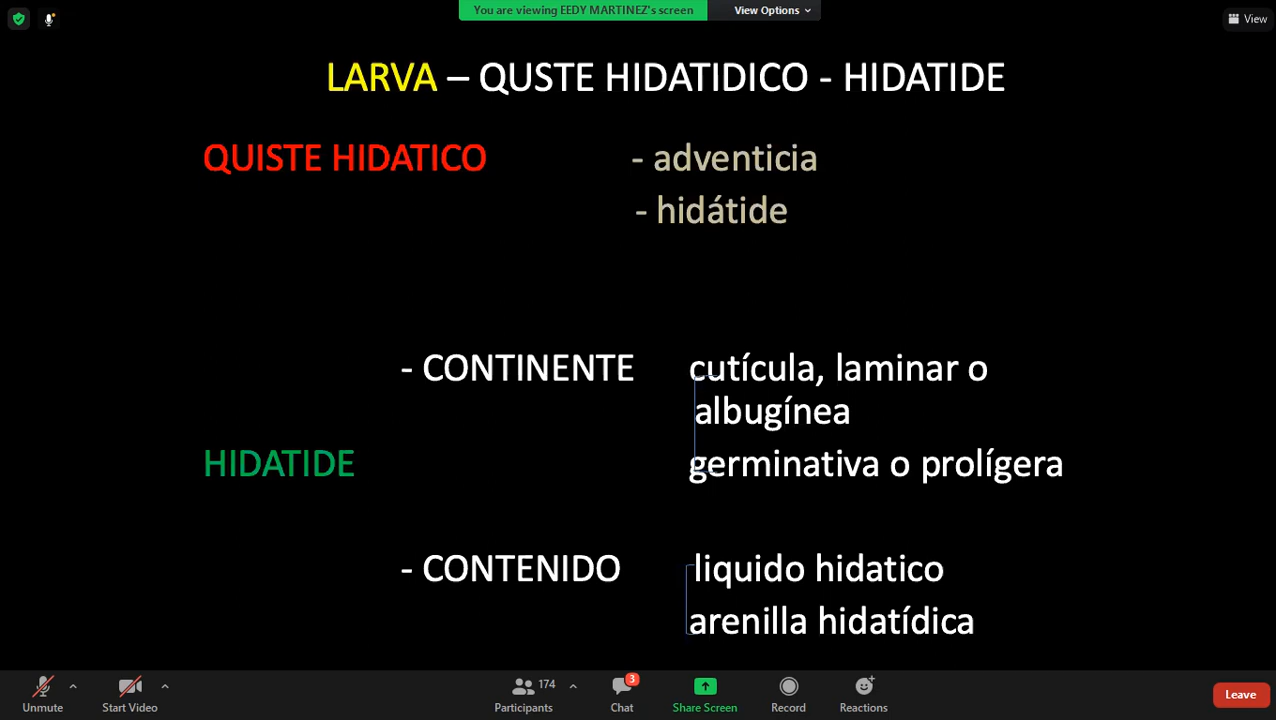 You are viewing EEDY MARTINEZ's screen
View Options
View
LARVA – QUSTE HIDATIDICO - HIDATIDE
QUISTE HIDATICO - adventicia
- hidátide
- CONTINENTE cutícula, laminar o
albugínea
HIDATIDE germinativa o prolígera
- CONTENIDO liquido hidatico
arenilla hidatídica
174
3
Unmute
Start Video
Participants
Chat
Share Screen
Record
Reactions
Leave